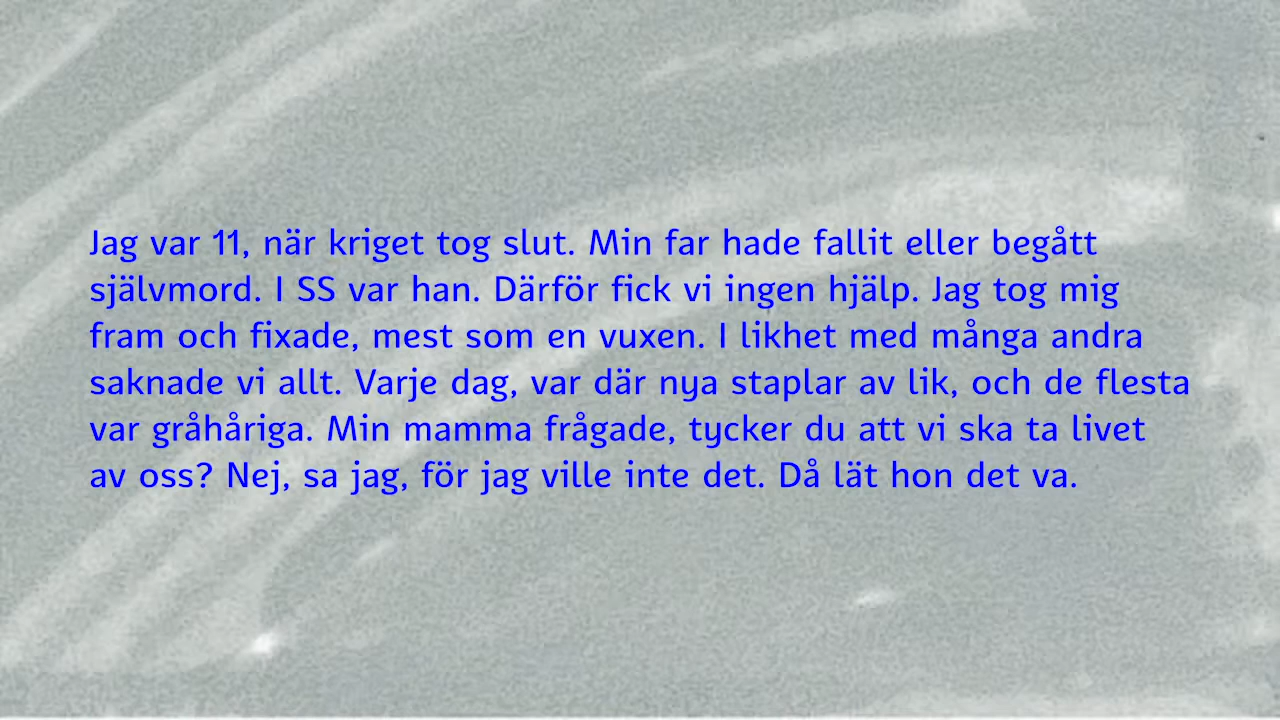 Jag var 11, när kriget tog slut. Min far hade fallit eller begått
självmord. I SS var han. Därför fick vi ingen hjälp. Jag tog mig
fram och fixade, mest som en vuxen. I likhet med många andra
saknade vi allt. Varje dag, var där nya staplar av lik, och de flesta
var gråhåriga. Min mamma frågade, tycker du att vi ska ta livet
av oss? Nej, sa jag, för jag ville inte det. Då lät hon det va.